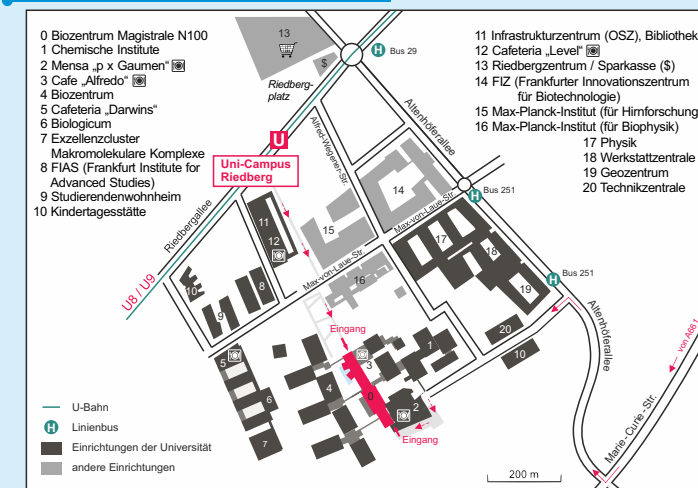 0 Biozentrum Magistrale N100
1 Chemische Institute
2 Mensa „p x Gaumen“
3 Cafe „Alfredo“
4 Biozentrum
5 Cafeteria „Darwins“
6 Biologicum
7 Exzellenzcluster
Makromolekulare Komplexe
8 FIAS (Frankfurt Institute for
Advanced Studies)
9 Studierendenwohnheim
10 Kindertagesstätte
11 Infrastrukturzentrum (OSZ), Bibliothek
12 Cafeteria „Level“
13 Riedbergzentrum / Sparkasse ($)
14 FIZ (Frankfurter Innovationszentrum
für Biotechnologie)
15 Max-Planck-Institut (für Hirnforschung)
16 Max-Planck-Institut (für Biophysik)
17 Physik
18 Werkstattzentrale
19 Geozentrum
20 Technikzentrale
13
$
H Bus 29
Riedberg-
platz
U
Uni-Campus
Riedberg
Alfred-Wegener-Str.
Altenhöferallee
14
H Bus 251
Riedbergallee
11
12
15
Max-von-Laue-Str.
17
18
Max-von-Laue-Str.
16
H Bus 251
19
U8 / U9
10
9
8
Altenhöferallee
Eingang
20
10
von A661
5
3
1
4
0
2
6
7
Eingang
Marie-Curie-Str.
U-Bahn
H Linienbus
Einrichtungen der Universität
andere Einrichtungen
200 m